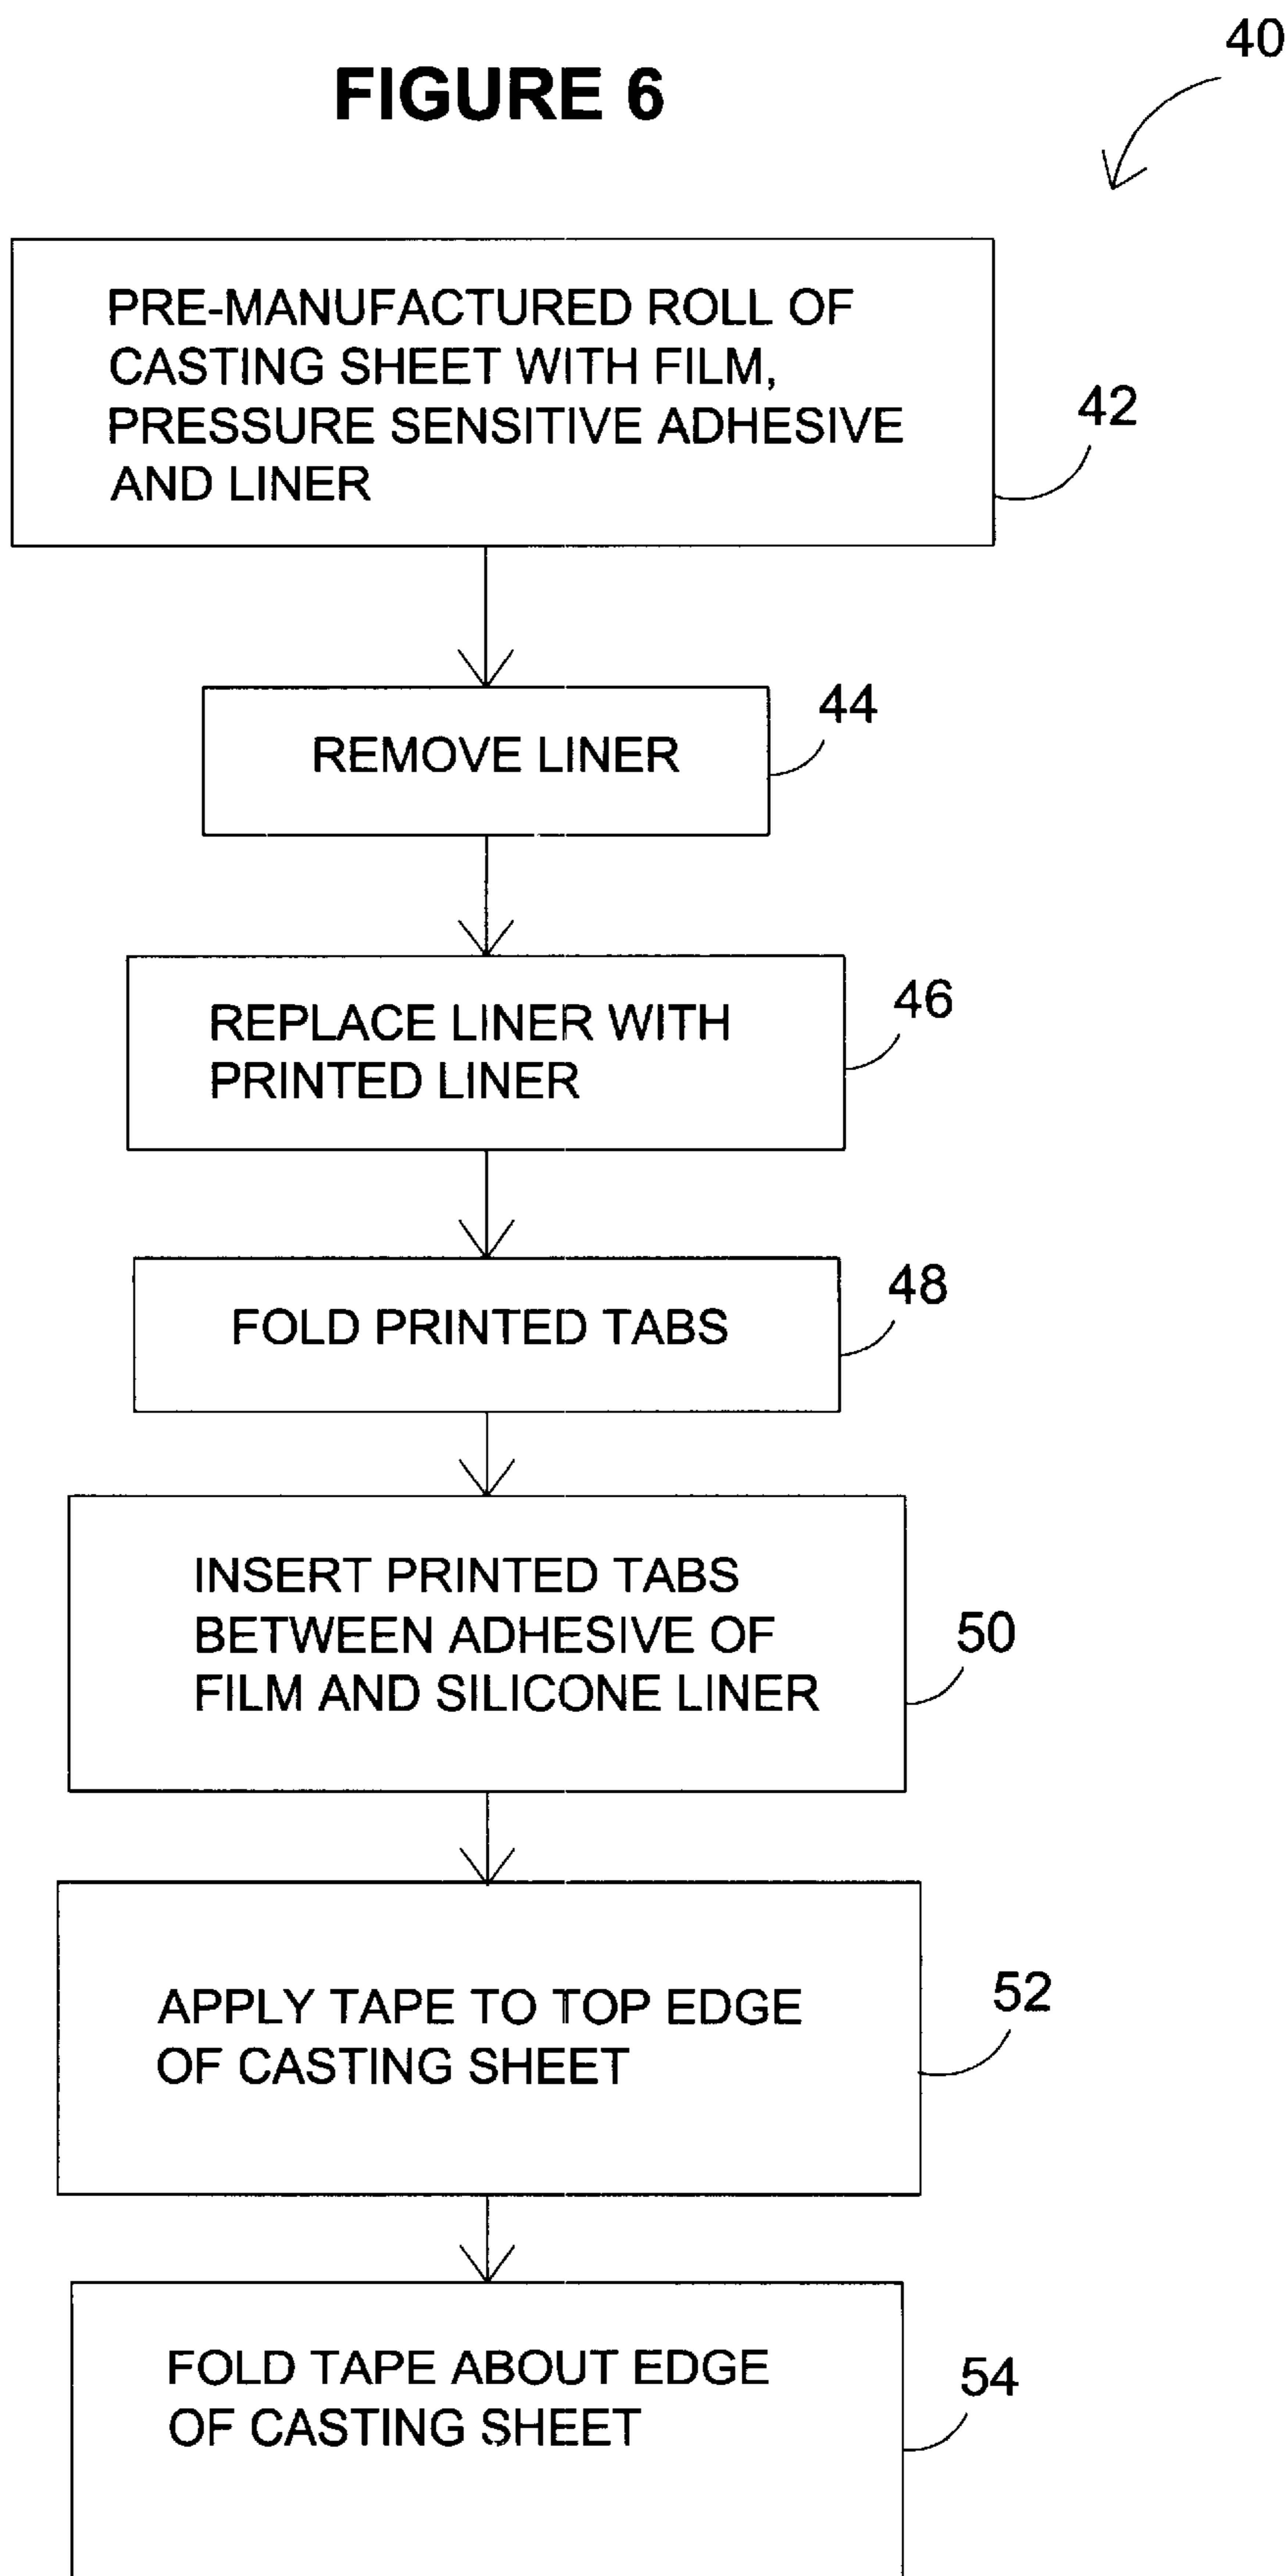 40
FIGURE 6
PRE-MANUFACTURED ROLL OF
CASTING SHEET WITH FILM,
PRESSURE SENSITIVE ADHESIVE
AND LINER
42
REMOVE LINER
44
REPLACE LINER WITH
PRINTED LINER
46
FOLD PRINTED TABS
48
INSERT PRINTED TABS
BETWEEN ADHESIVE OF
FILM AND SILICONE LINER
50
APPLY TAPE TO TOP EDGE
OF CASTING SHEET
52
FOLD TAPE ABOUT EDGE
OF CASTING SHEET
54